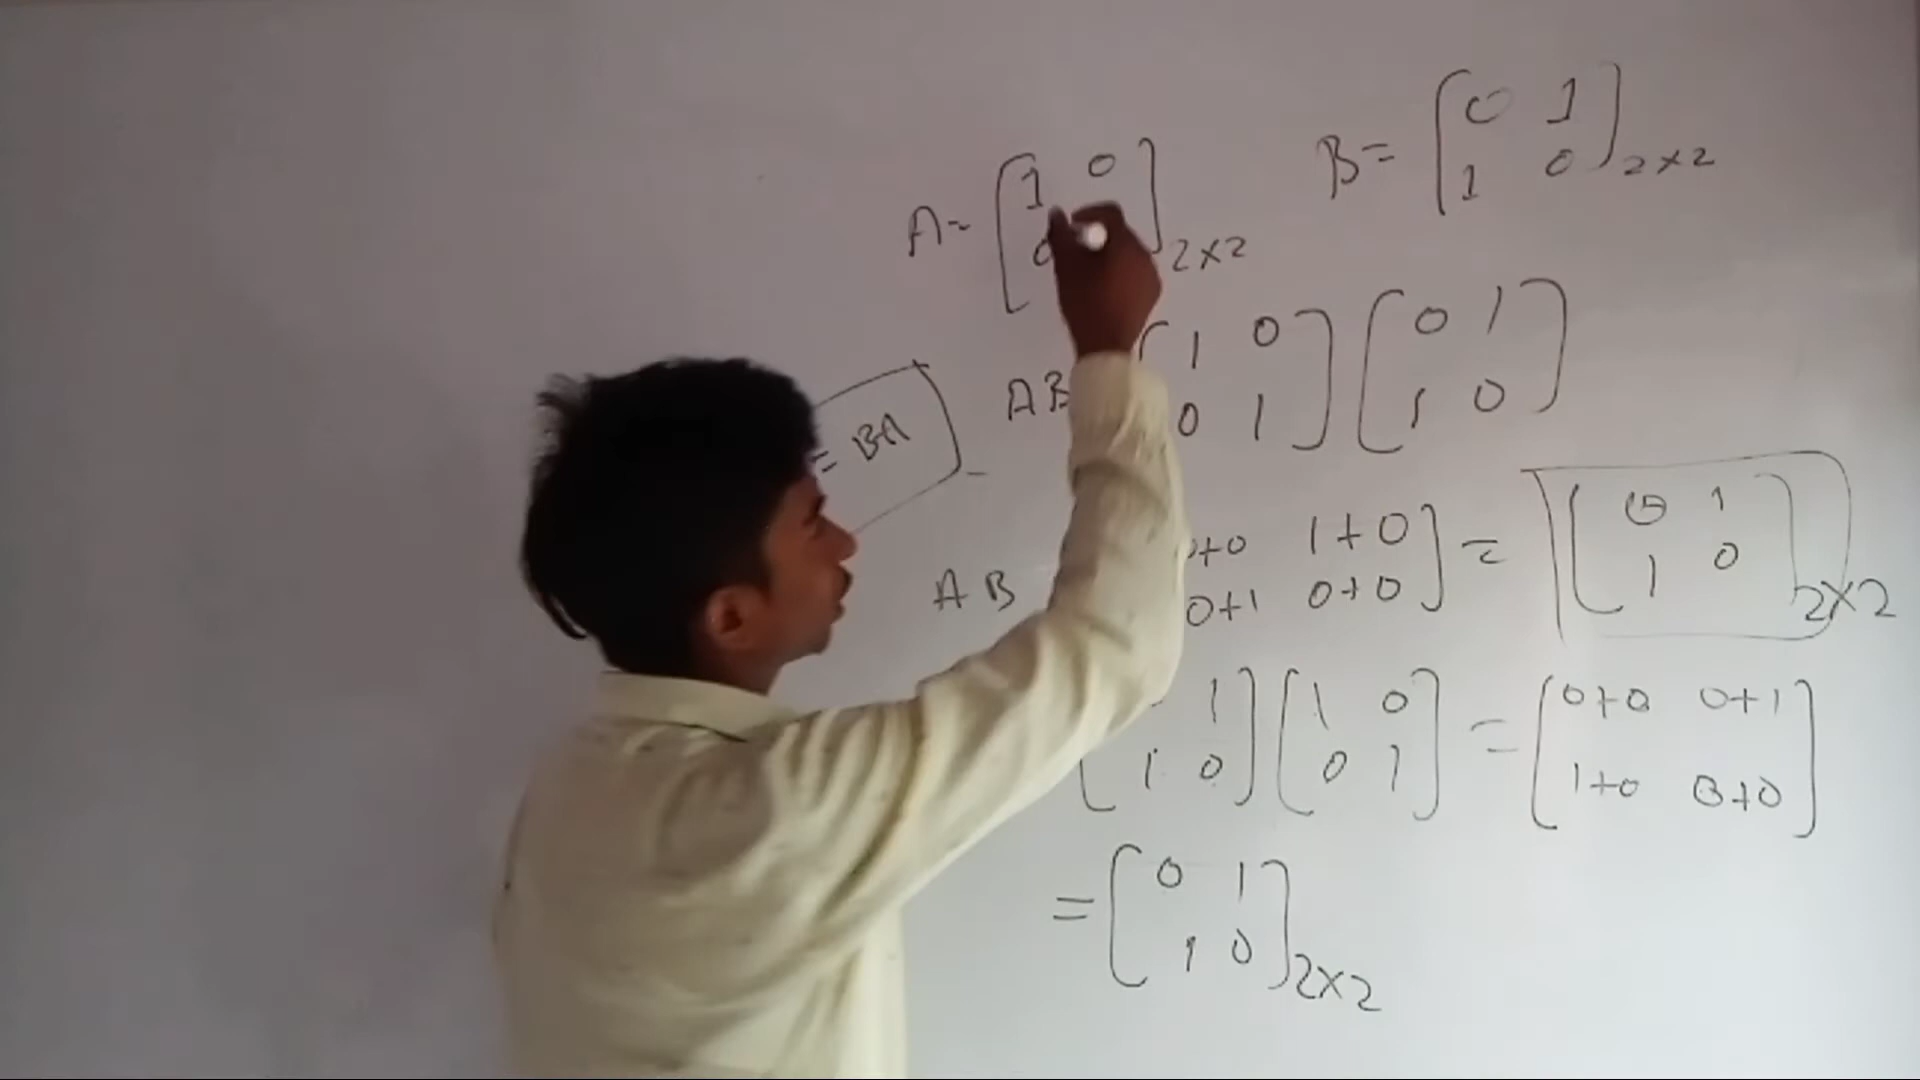 A= [1 0
0 ]2×2
B= [0 1
1 0]2×2
AB [1 0
0 1] [0 1
1 0]
= BA
AB +0 1+0
0+1 0+0] = [0 1
1 0]2×2
1
1 0] [1 0
0 1] = [0+0 0+1
1+0 0+0]
= [0 1
1 0]2×2